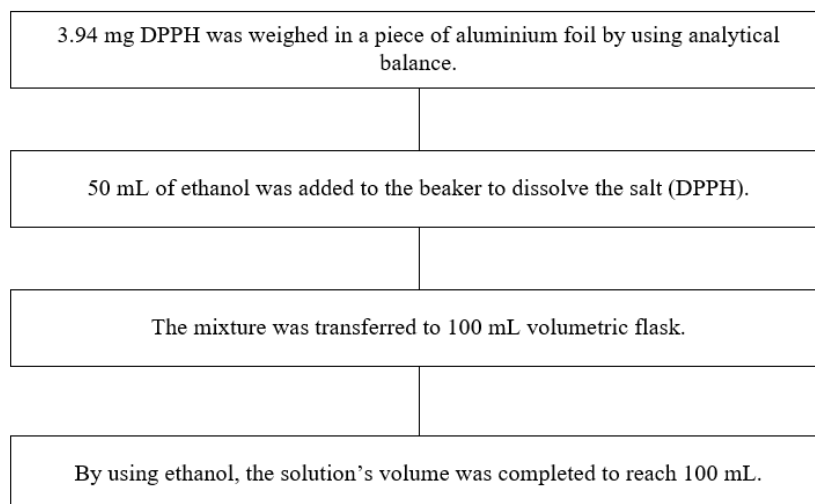 3.94 mg DPPH was weighed in a piece of aluminium foil by using analytical
balance.
50 mL of ethanol was added to the beaker to dissolve the salt (DPPH).
The mixture was transferred to 100 mL volumetric flask.
By using ethanol, the solution’s volume was completed to reach 100 mL.